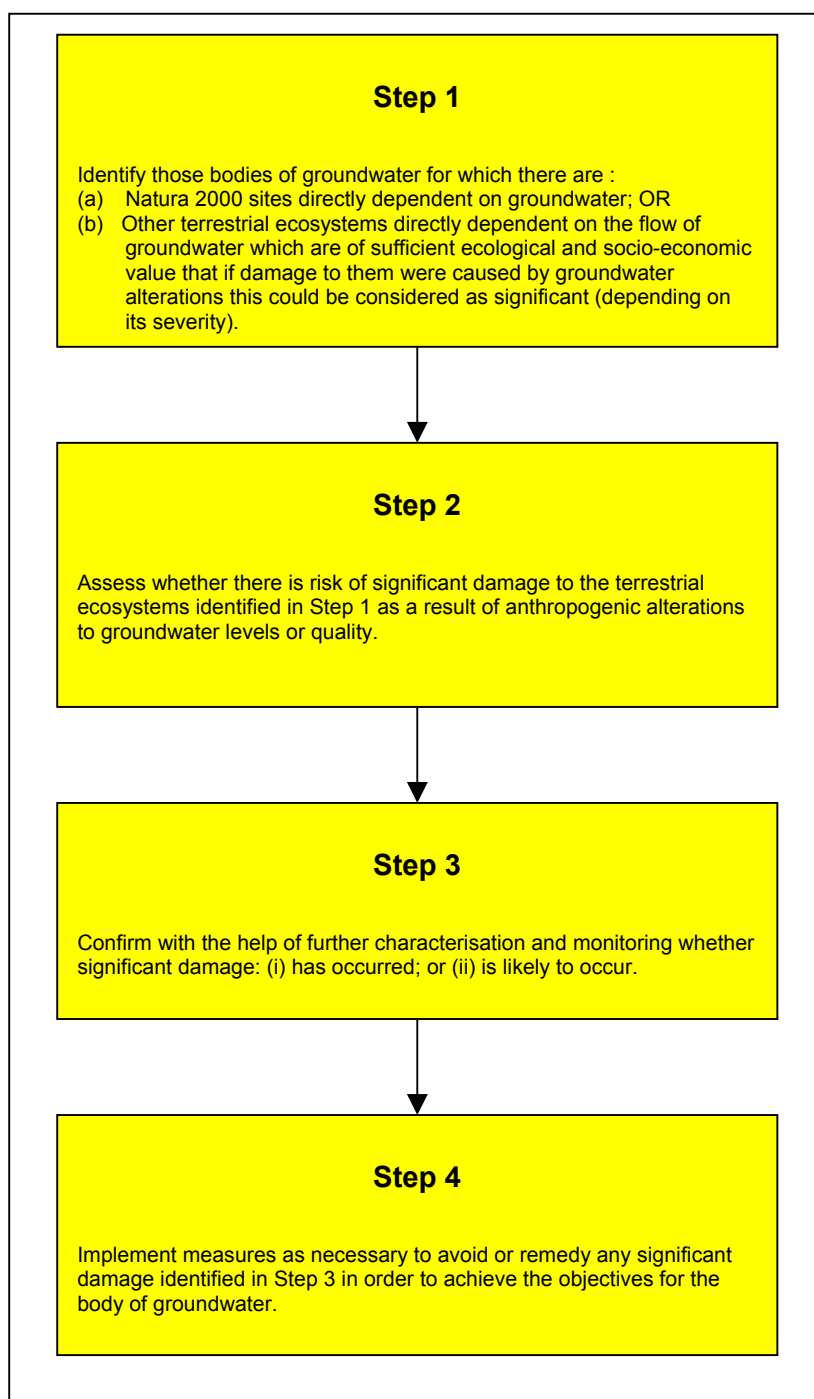 Step 1
Identify those bodies of groundwater for which there are :
(a) Natura 2000 sites directly dependent on groundwater; OR
(b) Other terrestrial ecosystems directly dependent on the flow of
groundwater which are of sufficient ecological and socio-economic
value that if damage to them were caused by groundwater
alterations this could be considered as significant (depending on
its severity).
Step 2
Assess whether there is risk of significant damage to the terrestrial
ecosystems identified in Step 1 as a result of anthropogenic alterations
to groundwater levels or quality.
Step 3
Confirm with the help of further characterisation and monitoring whether
significant damage: (i) has occurred; or (ii) is likely to occur.
Step 4
Implement measures as necessary to avoid or remedy any significant
damage identified in Step 3 in order to achieve the objectives for the
body of groundwater.